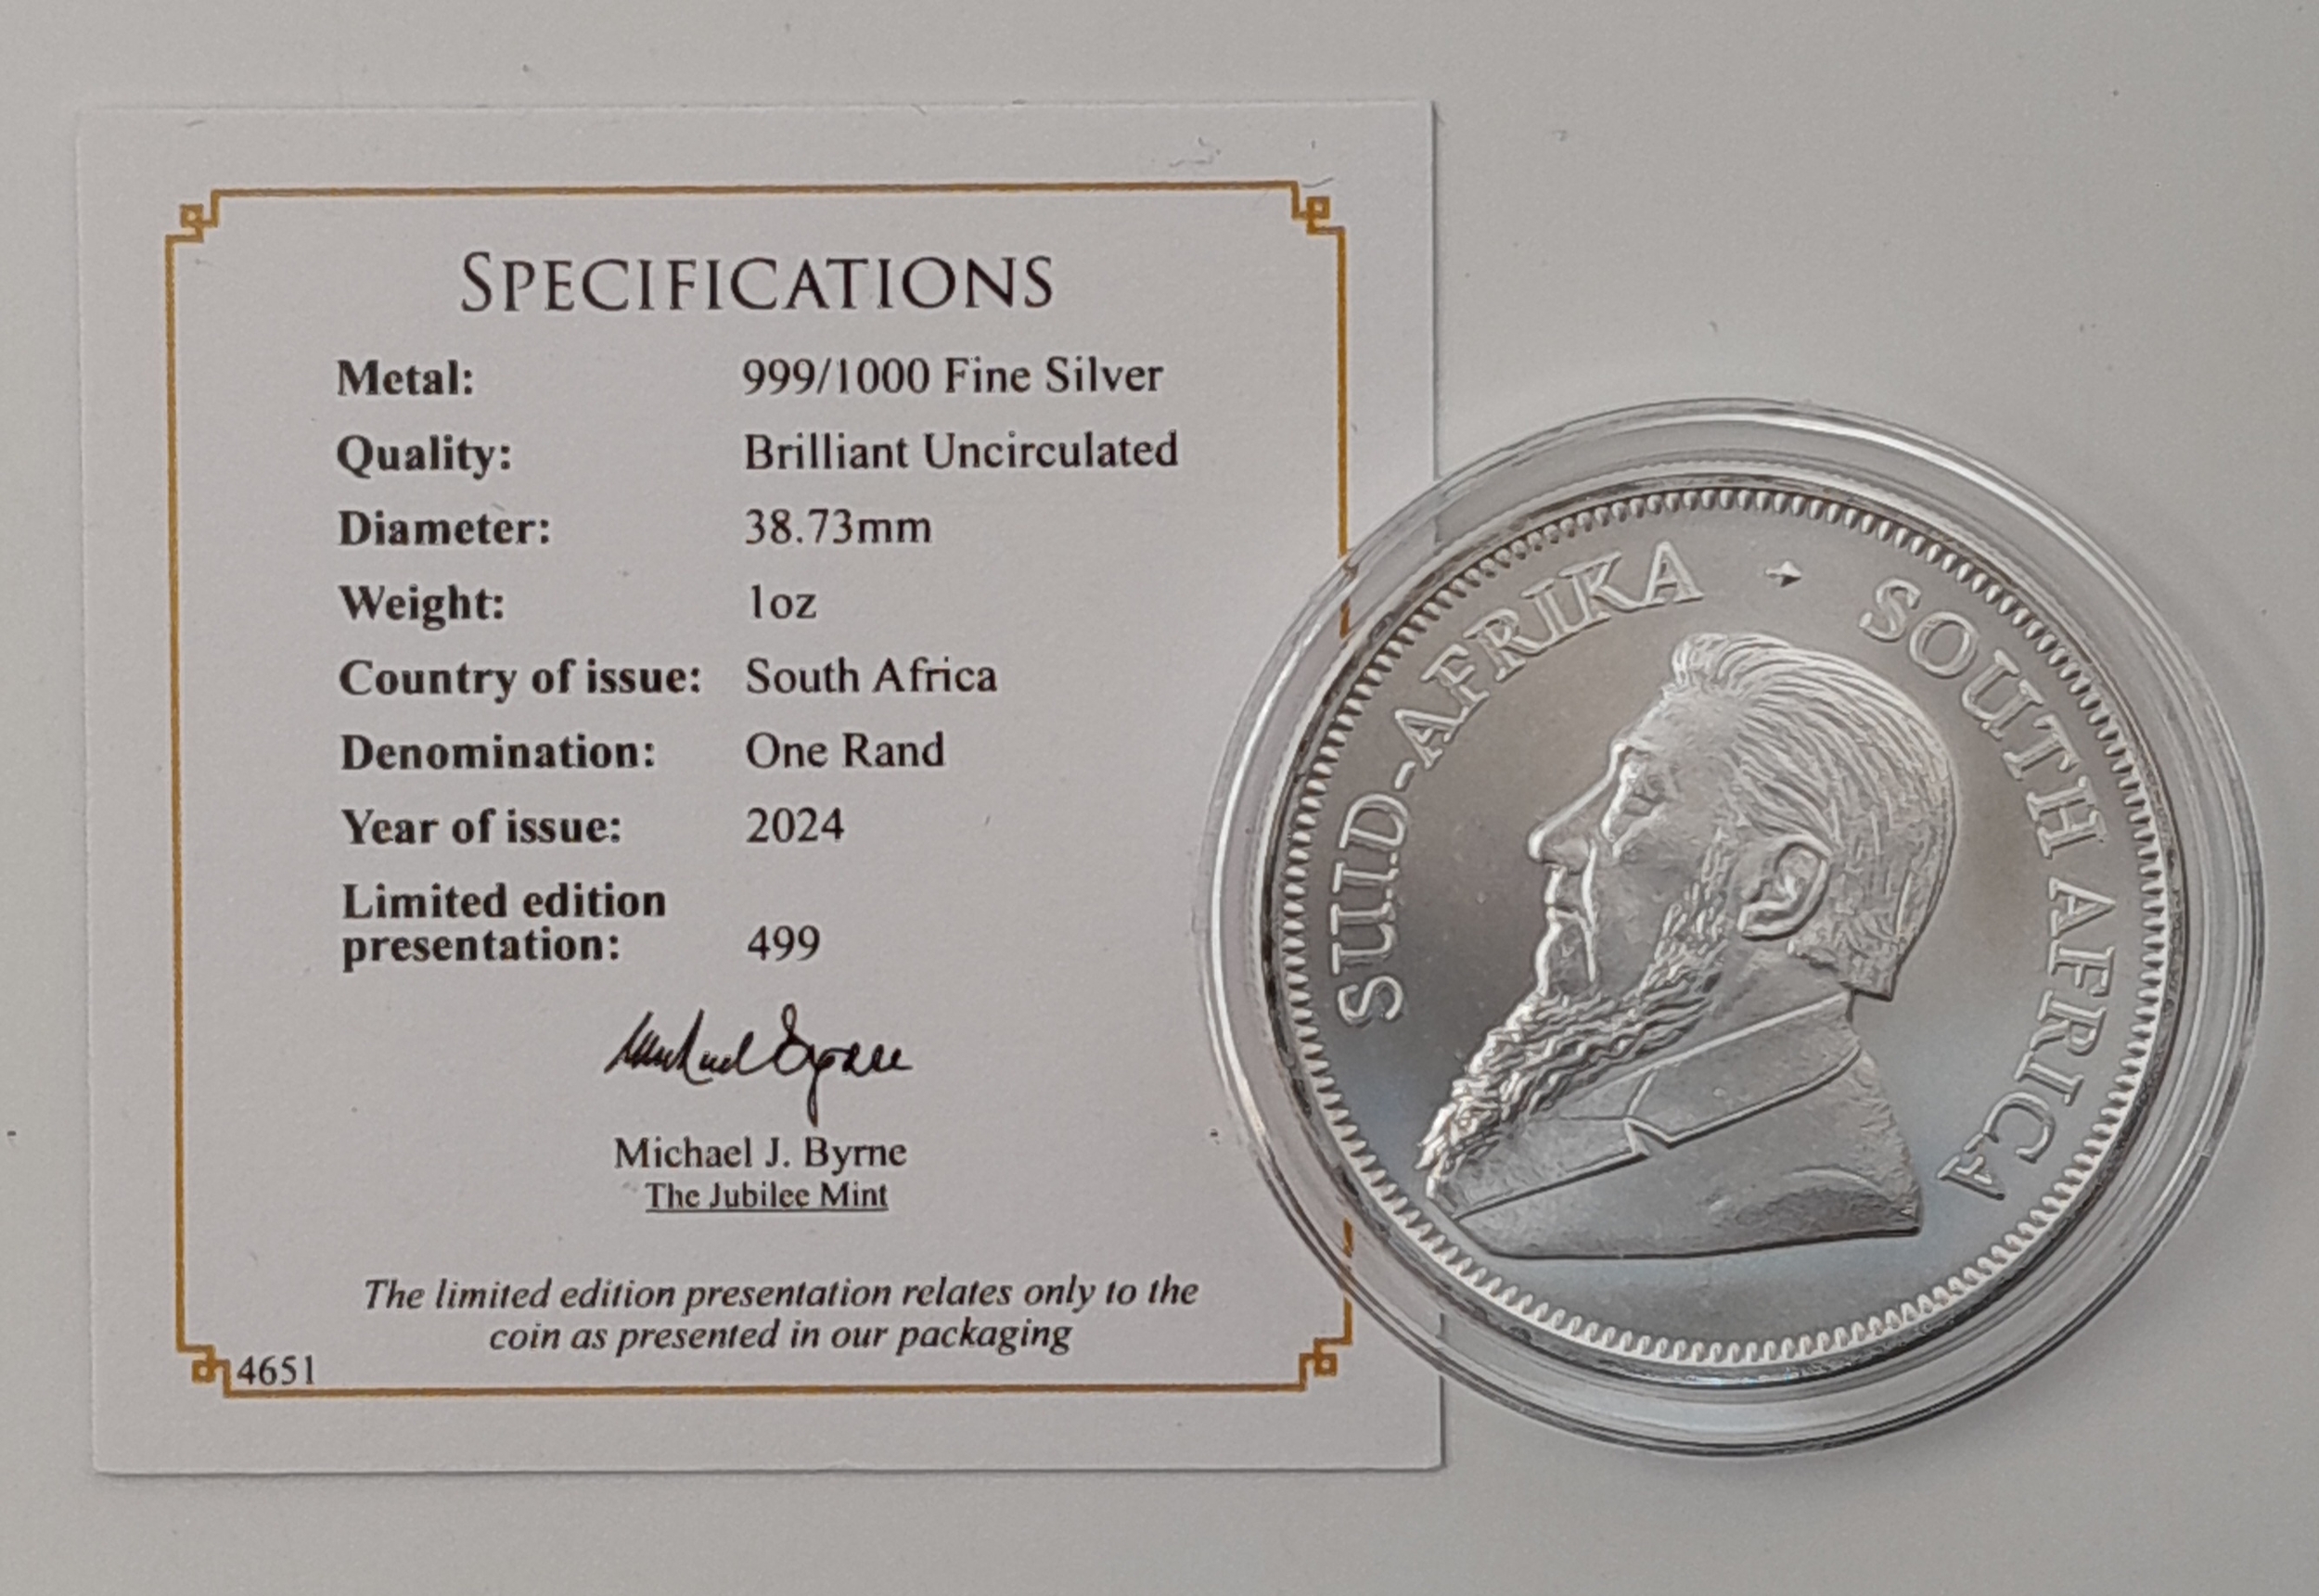 SPECIFICATIONS
Metal: 999/1000 Fine Silver
Quality: Brilliant Uncirculated
Diameter: 38.73mm
Weight: 1oz
Country of issue: South Africa
Denomination: One Rand
Year of issue: 2024
Limited edition
presentation: 499
Michael Byrne
Michael J. Byrne
The Jubilee Mint
The limited edition presentation relates only to the
coin as presented in our packaging
4651
SUID-AFRIKA SOUTH AFRICA